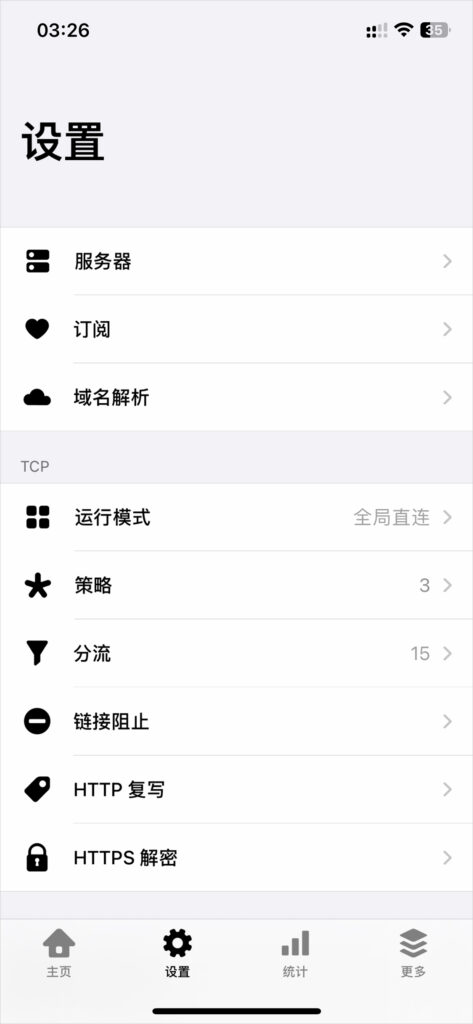 03:26
35
设置
服务器
订阅
域名解析
TCP
运行模式 全局直连
策略 3
分流 15
链接阻止
HTTP 复写
HTTPS 解密
主页 设置 统计 更多